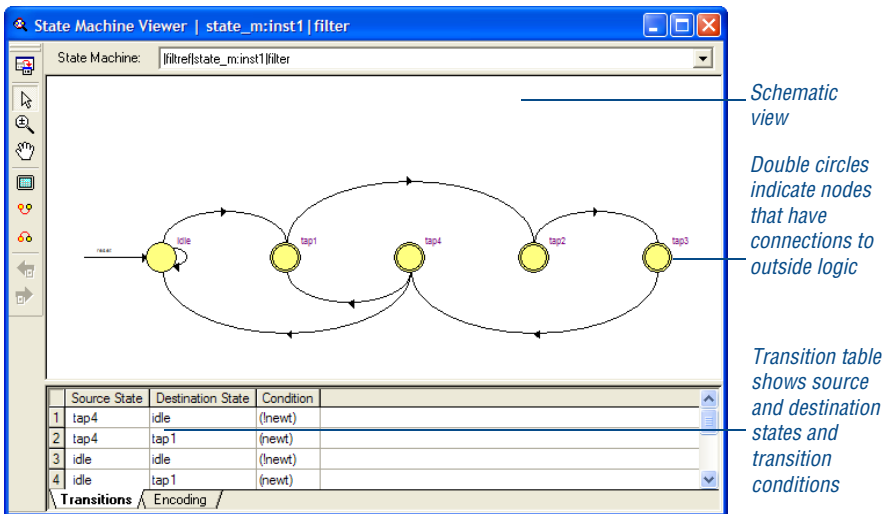 State Machine Viewer | state_m:inst1|filter
State Machine: |filtref|state_m:inst1|filter
Schematic
view
Double circles
indicate nodes
that have
connections to
outside logic
reset
idle
tap1
tap4
tap2
tap3
Source State Destination State Condition
1 tap4 idle (!newt)
2 tap4 tap1 (newt)
3 idle idle (!newt)
4 idle tap1 (newt)
Transitions Encoding
Transition table
shows source
and destination
states and
transition
conditions